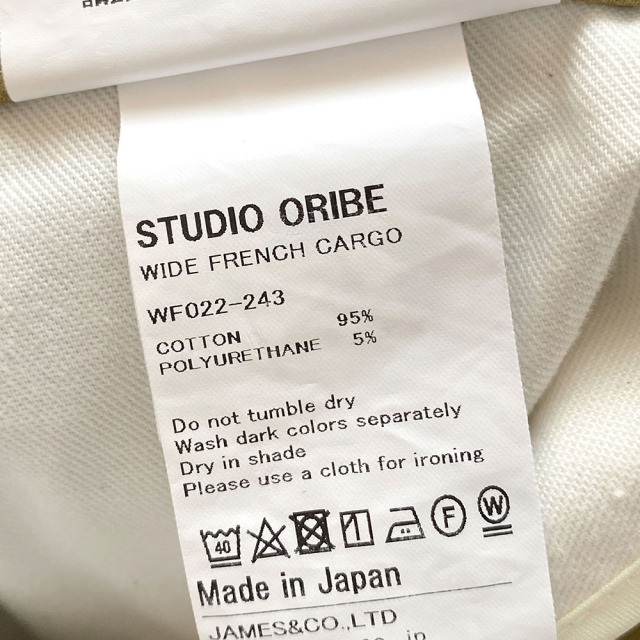 STUDIO ORIBE
WIDE FRENCH CARGO
WF022-243
COTTON 95%
POLYURETHANE 5%
Do not tumble dry
Wash dark colors separately
Dry in shade
Please use a cloth for ironing
40 F W
Made in Japan
JAMES&CO.,LTD